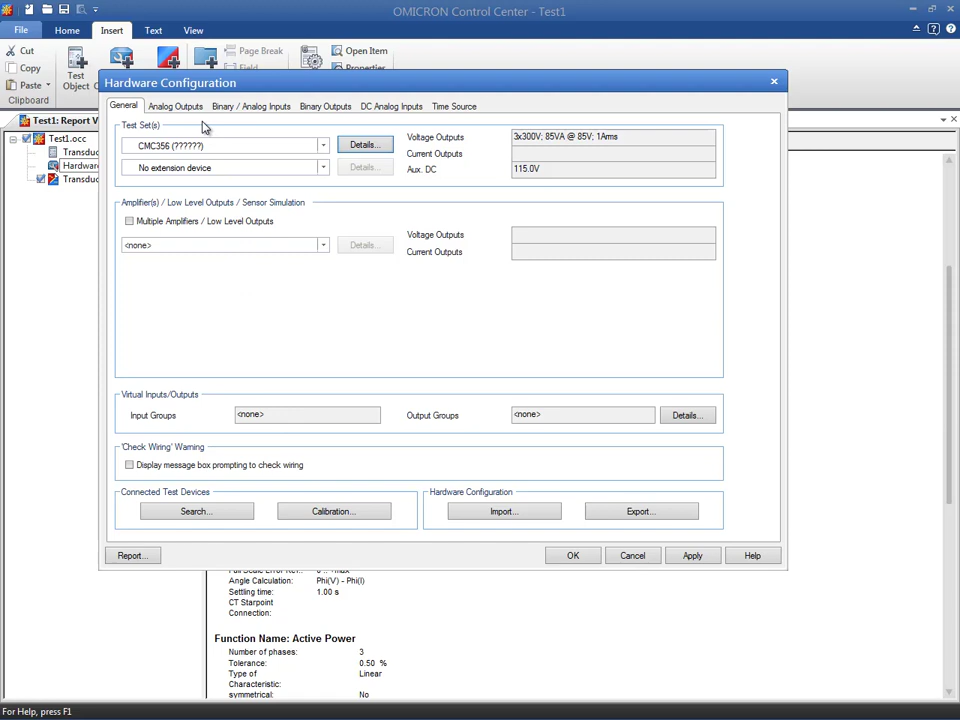 OMICRON Control Center - Test1
File
Home
Insert
Text
View
Cut
Copy
Paste
Clipboard
Test
Object
Page Break
Field
Open Item
Properties
Hardware Configuration
General
Analog Outputs
Binary / Analog Inputs
Binary Outputs
DC Analog Inputs
Time Source
Test1: Report V
Test1.occ
Transduc
Hardware
Transduc
Test Set(s)
CMC356 (??????)
Details...
Voltage Outputs
3x300V; 85VA @ 85V; 1Arms
Current Outputs
No extension device
Details...
Aux. DC
115.0V
Amplifier(s) / Low Level Outputs / Sensor Simulation
Multiple Amplifiers / Low Level Outputs
Voltage Outputs
<none>
Details...
Current Outputs
Virtual Inputs/Outputs
Input Groups
<none>
Output Groups
<none>
Details...
'Check Wiring' Warning
Display message box prompting to check wiring
Connected Test Devices
Search...
Calibration...
Hardware Configuration
Import...
Export...
Report...
OK
Cancel
Apply
Help
Angle Calculation: Phi(V) - Phi(I)
Settling time: 1.00 s
CT Starpoint
Connection:
Function Name: Active Power
Number of phases: 3
Tolerance: 0.50 %
Type of Linear
Characteristic:
symmetrical: No
For Help, press F1